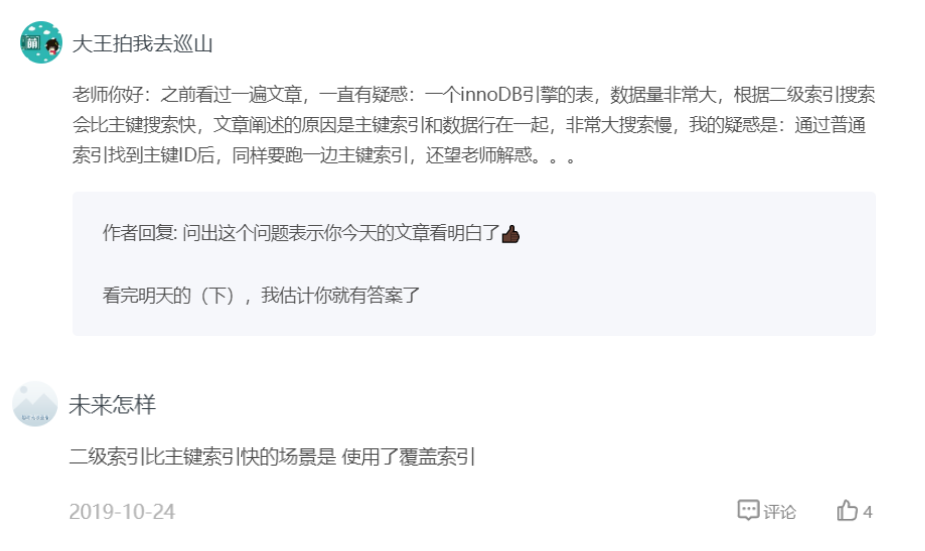 大王拍我去巡山
老师你好：之前看过一遍文章，一直有疑惑：一个innoDB引擎的表，数据量非常大，根据二级索引搜索
会比主键搜索快，文章阐述的原因是主键索引和数据行在一起，非常大搜索慢，我的疑惑是：通过普通
索引找到主键ID后，同样要跑一边主键索引，还望老师解惑。。。
作者回复: 问出这个问题表示你今天的文章看明白了👍🏿
看完明天的（下），我估计你就有答案了
未来怎样
二级索引比主键索引快的场景是 使用了覆盖索引
2019-10-24
评论
4